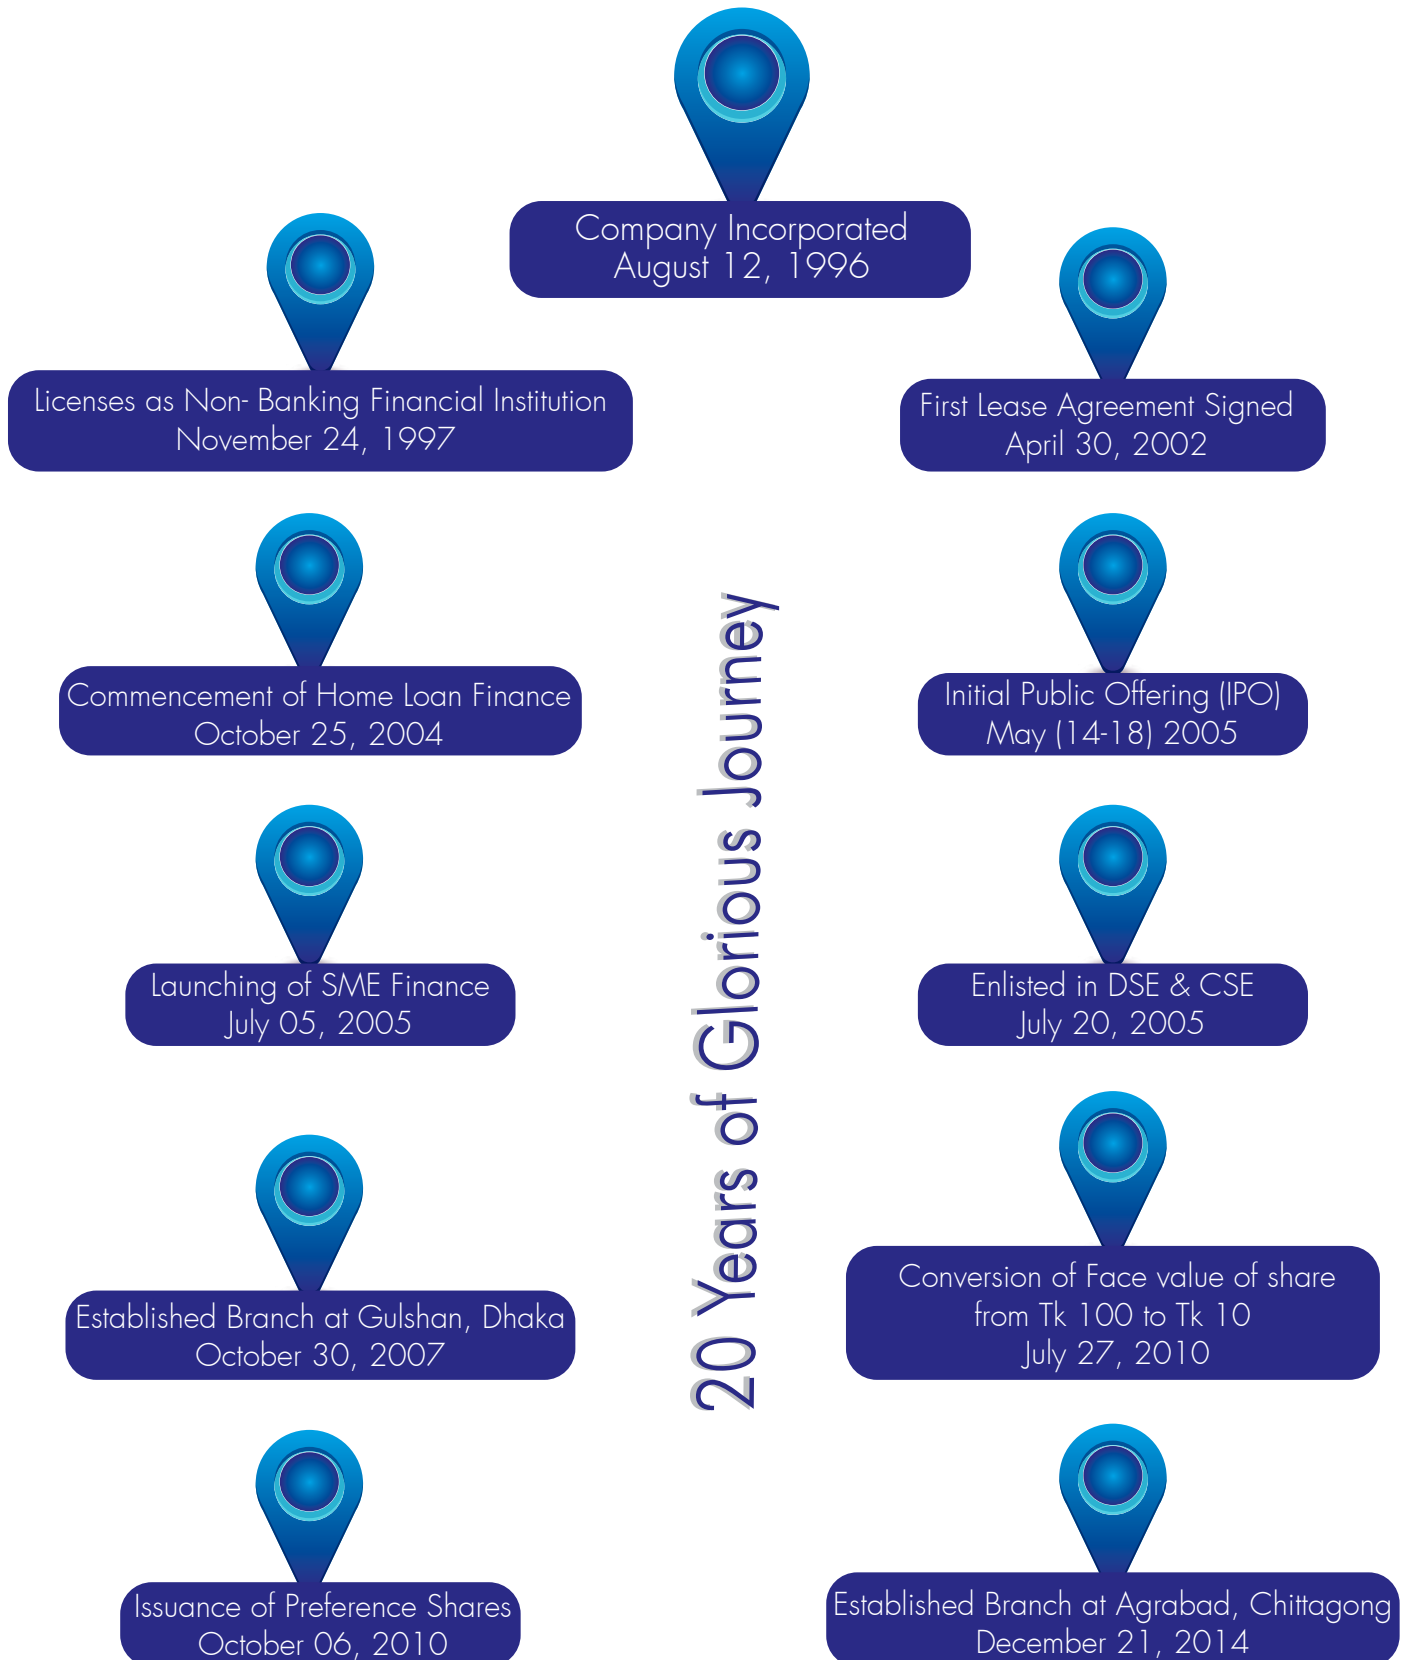 Company Incorporated
August 12, 1996
Licenses as Non- Banking Financial Institution
November 24, 1997
First Lease Agreement Signed
April 30, 2002
Commencement of Home Loan Finance
October 25, 2004
Initial Public Offering (IPO)
May (14-18) 2005
Launching of SME Finance
July 05, 2005
Enlisted in DSE & CSE
July 20, 2005
Established Branch at Gulshan, Dhaka
October 30, 2007
Conversion of Face value of share
from Tk 100 to Tk 10
July 27, 2010
Issuance of Preference Shares
October 06, 2010
Established Branch at Agrabad, Chittagong
December 21, 2014
20 Years of Glorious Journey